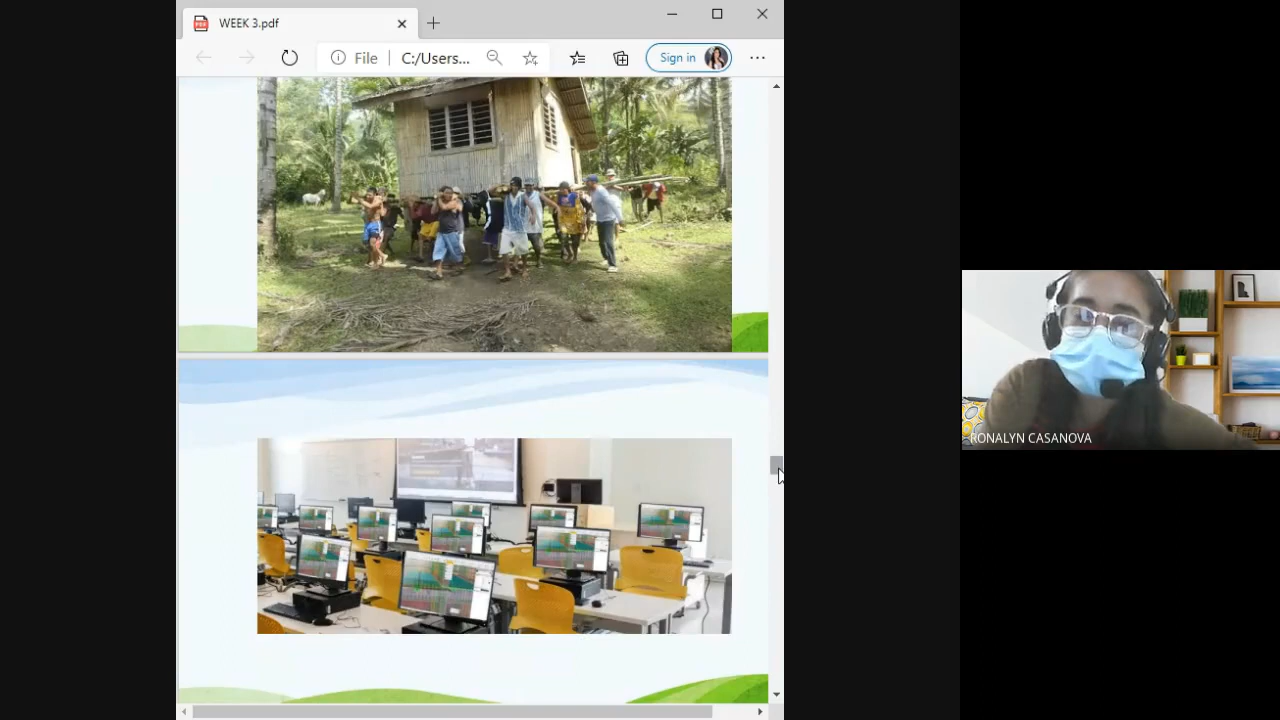 WEEK 3.pdf
File
C:/Users...
Sign in
RONALYN CASANOVA